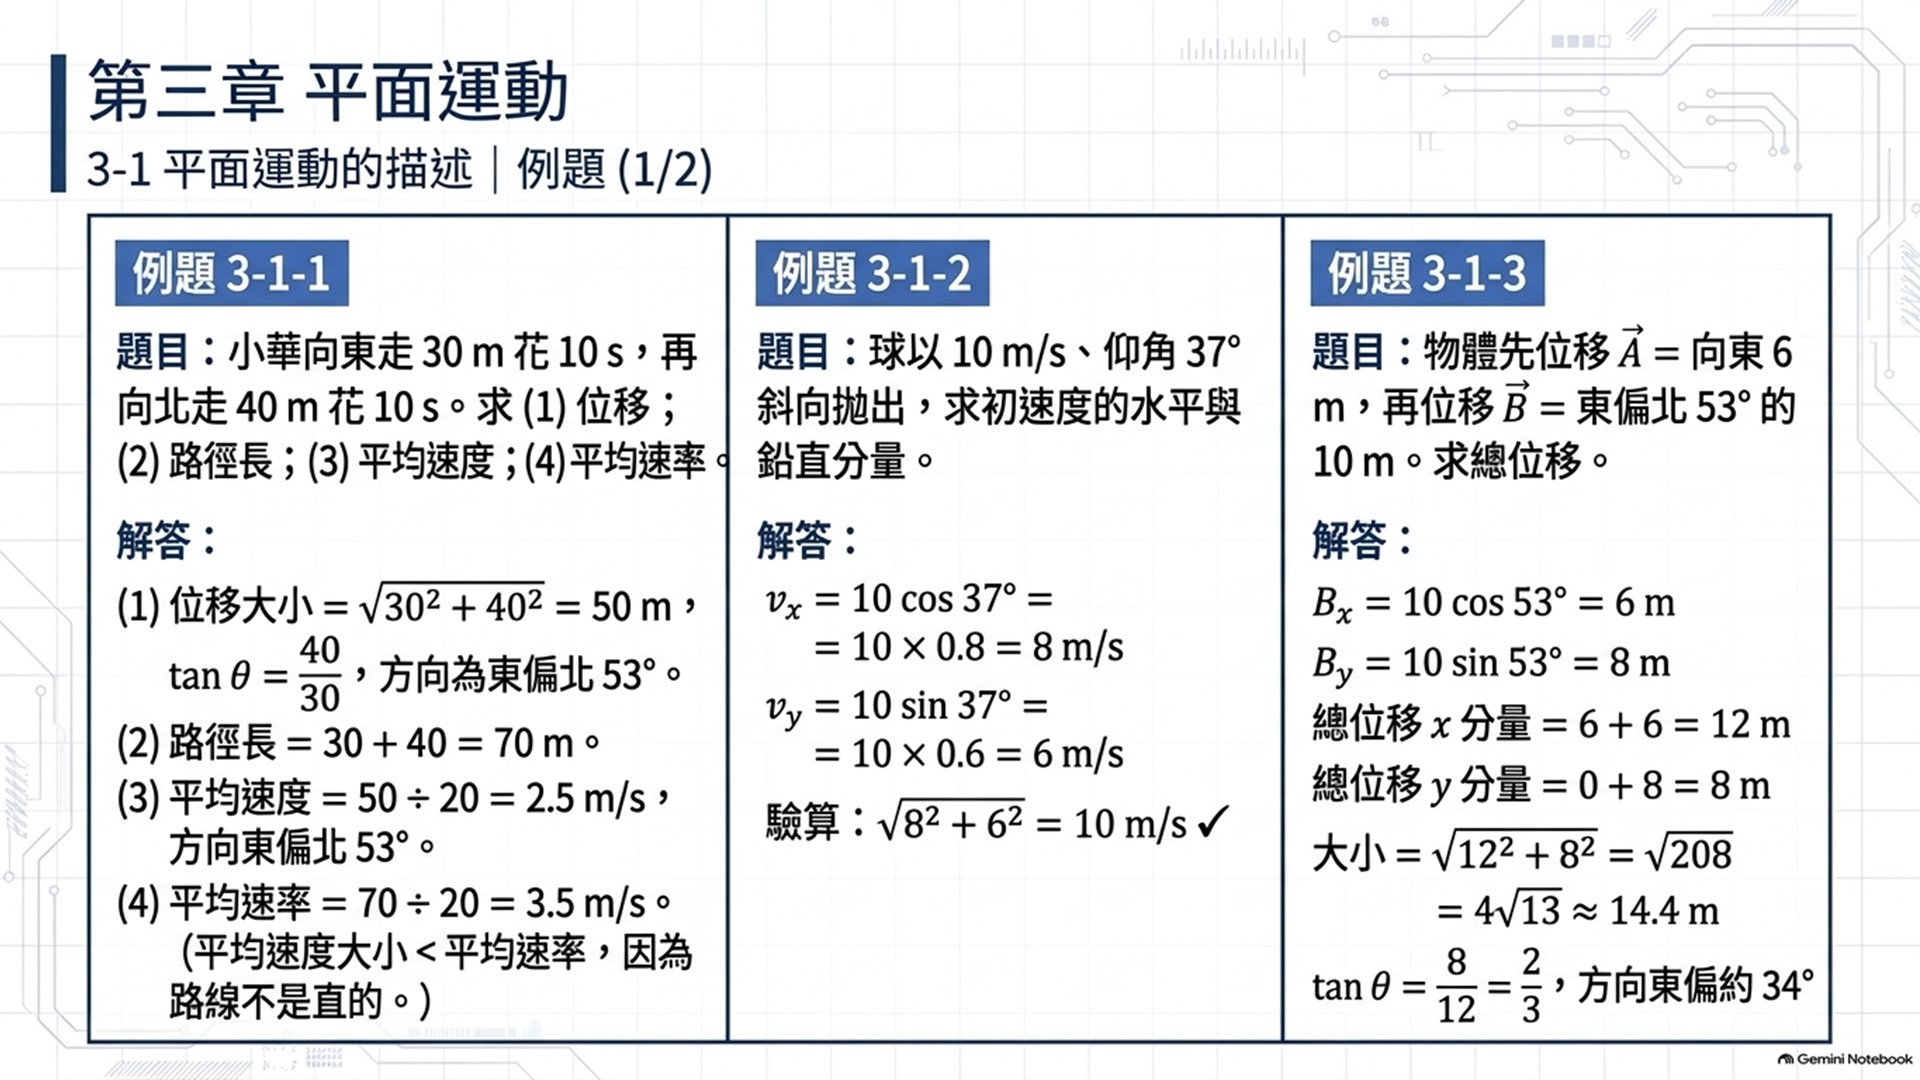 第三章 平面運動
3-1 平面運動的描述｜例題 (1/2)
例題 3-1-1
題目：小華向東走 30 m 花 10 s，再
向北走 40 m 花 10 s。求 (1) 位移；
(2) 路徑長；(3) 平均速度；(4)平均速率。
解答：
(1) 位移大小 = √(30² + 40²) = 50 m，
tan θ = 40/30，方向為東偏北 53°。
(2) 路徑長 = 30 + 40 = 70 m。
(3) 平均速度 = 50 ÷ 20 = 2.5 m/s，
方向東偏北 53°。
(4) 平均速率 = 70 ÷ 20 = 3.5 m/s。
(平均速度大小 < 平均速率，因為
路線不是直的。)
例題 3-1-2
題目：球以 10 m/s、仰角 37°
斜向拋出，求初速度的水平與
鉛直分量。
解答：
vₓ = 10 cos 37° =
= 10 × 0.8 = 8 m/s
v_y = 10 sin 37° =
= 10 × 0.6 = 6 m/s
驗算：√(8² + 6²) = 10 m/s ✓
例題 3-1-3
題目：物體先位移 A⃗ = 向東 6
m，再位移 B⃗ = 東偏北 53° 的
10 m。求總位移。
解答：
Bₓ = 10 cos 53° = 6 m
B_y = 10 sin 53° = 8 m
總位移 x 分量 = 6 + 6 = 12 m
總位移 y 分量 = 0 + 8 = 8 m
大小 = √(12² + 8²) = √208
= 4√13 ≈ 14.4 m
tan θ = 8/12 = 2/3，方向東偏約 34°
Gemini Notebook